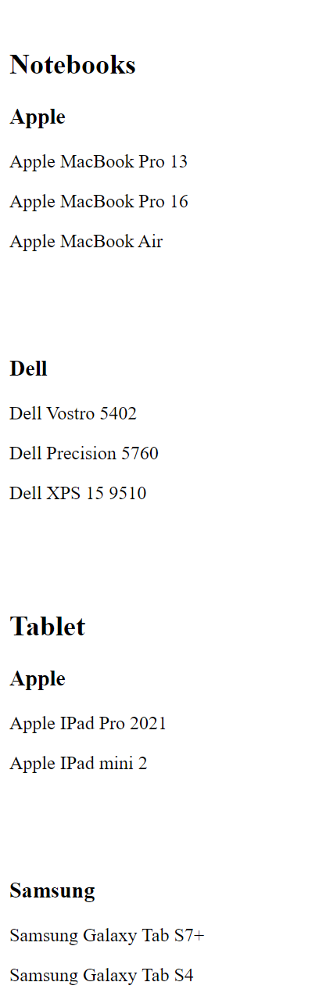 Notebooks
Apple
Apple MacBook Pro 13
Apple MacBook Pro 16
Apple MacBook Air
Dell
Dell Vostro 5402
Dell Precision 5760
Dell XPS 15 9510
Tablet
Apple
Apple IPad Pro 2021
Apple IPad mini 2
Samsung
Samsung Galaxy Tab S7+
Samsung Galaxy Tab S4